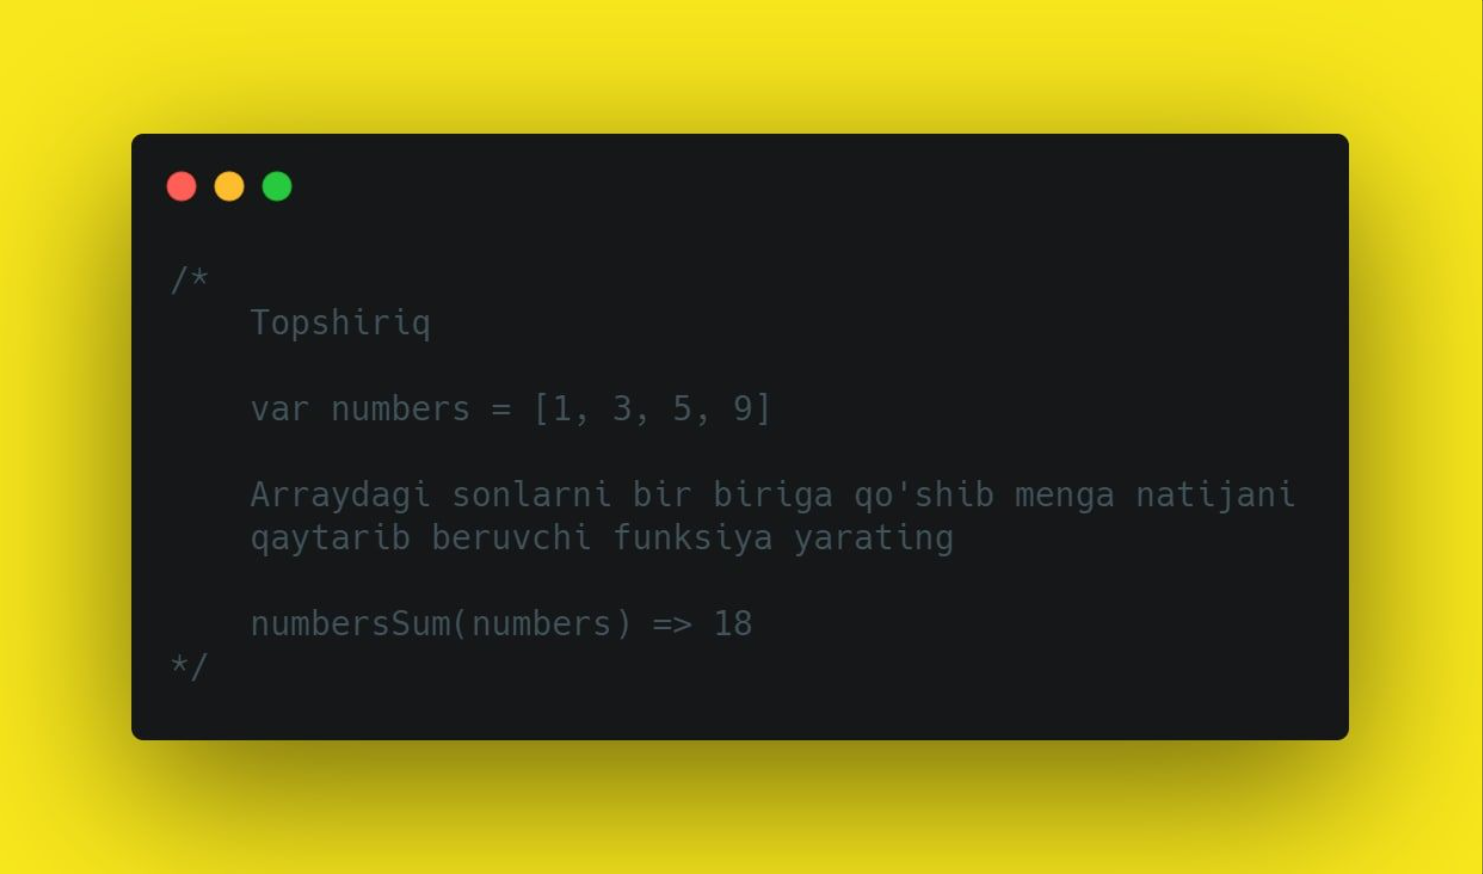 /*
Topshiriq
var numbers = [1, 3, 5, 9]
Arraydagi sonlarni bir biriga qo'shib menga natijani
qaytarib beruvchi funksiya yarating
numbersSum(numbers) => 18
*/